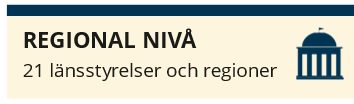 REGIONAL NIVÅ
21 länsstyrelser och regioner